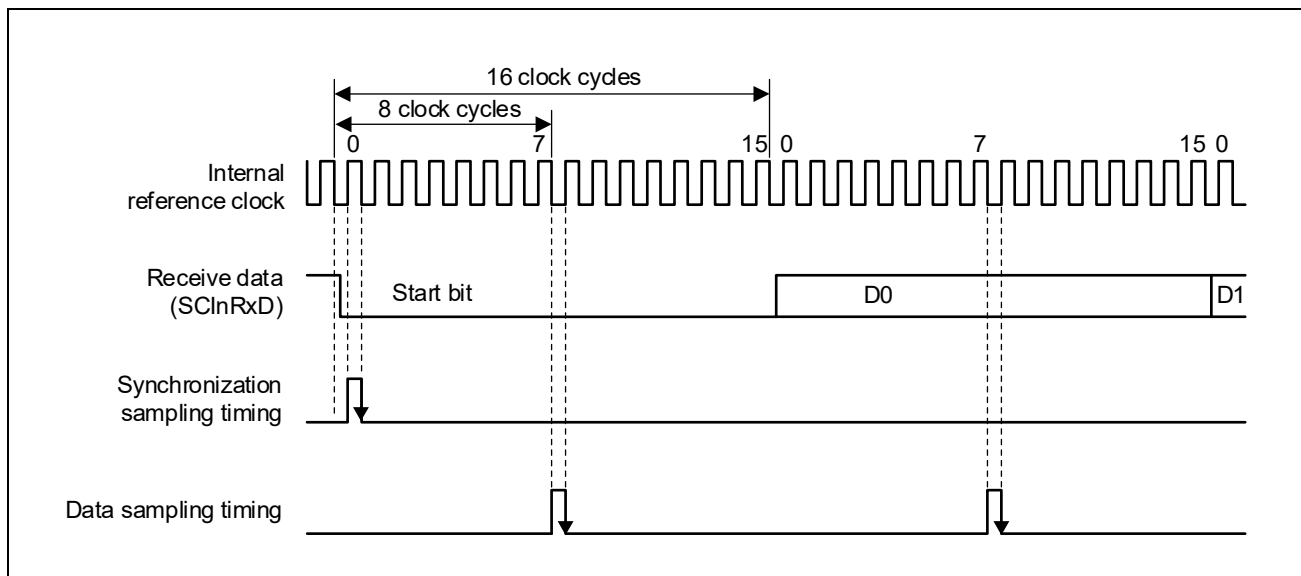 16 clock cycles
8 clock cycles
0 7 15 0 7 15 0
Internal
reference clock
Receive data
(SCInRxD)
Start bit D0 D1
Synchronization
sampling timing
Data sampling timing